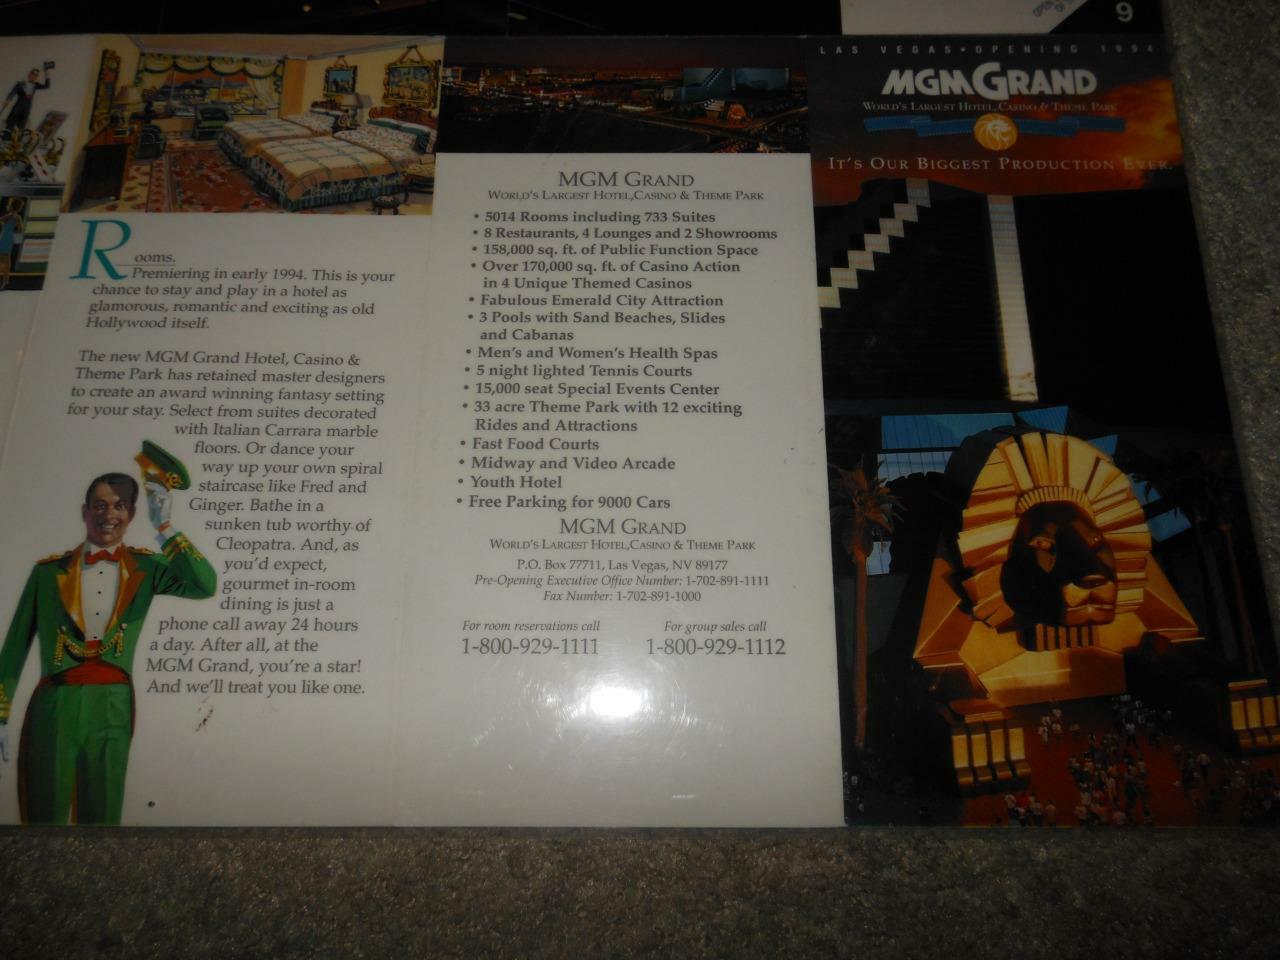 9
LAS VEGAS • OPENING 1994
MGM GRAND
WORLD'S LARGEST HOTEL, CASINO & THEME PARK
IT'S OUR BIGGEST PRODUCTION EVER.
Rooms.
Premiering in early 1994. This is your
chance to stay and play in a hotel as
glamorous, romantic and exciting as old
Hollywood itself.
The new MGM Grand Hotel, Casino &
Theme Park has retained master designers
to create an award winning fantasy setting
for your stay. Select from suites decorated
with Italian Carrara marble
floors. Or dance your
way up your own spiral
staircase like Fred and
Ginger. Bathe in a
sunken tub worthy of
Cleopatra. And, as
you'd expect,
gourmet in-room
dining is just a
phone call away 24 hours
a day. After all, at the
MGM Grand, you're a star!
And we'll treat you like one.
MGM GRAND
WORLD'S LARGEST HOTEL,CASINO & THEME PARK
• 5014 Rooms including 733 Suites
• 8 Restaurants, 4 Lounges and 2 Showrooms
• 158,000 sq. ft. of Public Function Space
• Over 170,000 sq. ft. of Casino Action
in 4 Unique Themed Casinos
• Fabulous Emerald City Attraction
• 3 Pools with Sand Beaches, Slides
and Cabanas
• Men's and Women's Health Spas
• 5 night lighted Tennis Courts
• 15,000 seat Special Events Center
• 33 acre Theme Park with 12 exciting
Rides and Attractions
• Fast Food Courts
• Midway and Video Arcade
• Youth Hotel
• Free Parking for 9000 Cars
MGM GRAND
WORLD'S LARGEST HOTEL,CASINO & THEME PARK
P.O. Box 77711, Las Vegas, NV 89177
Pre-Opening Executive Office Number: 1-702-891-1111
Fax Number: 1-702-891-1000
For room reservations call
1-800-929-1111
For group sales call
1-800-929-1112